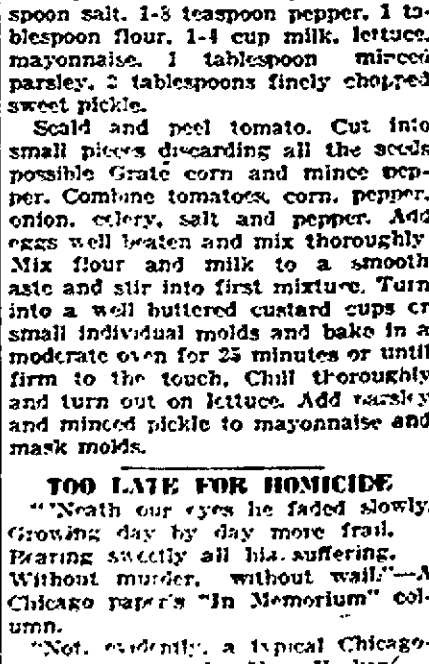 spoon salt. 1-8 teaspoon pepper. 1 ta-
blespoon flour. 1-4 cup milk. lettuce.
mayonnaise. 1 tablespoon minced
parsley. 2 tablespoons finely chopped
sweet pickle.
Scald and peel tomato. Cut into
small pieces discarding all the seeds
possible Grate corn and mince pep-
per. Combine tomatoes, corn, pepper,
onion, celery, salt and pepper. Add
eggs well beaten and mix thoroughly
Mix flour and milk to a smooth
aste and stir into first mixture. Turn
into a well buttered custard cups or
small individual molds and bake in a
moderate oven for 25 minutes or until
firm to the touch. Chill thoroughly
and turn out on lettuce. Add parsley
and minced pickle to mayonnaise and
mask molds.
TOO LATE FOR HOMICIDE
"'Neath our eyes he faded slowly.
Growing day by day more frail.
Bearing sweetly all his suffering.
Without murder, without wail."—A
Chicago paper's "In Memorium" col-
umn.
"Not, evidently, a typical Chicago-